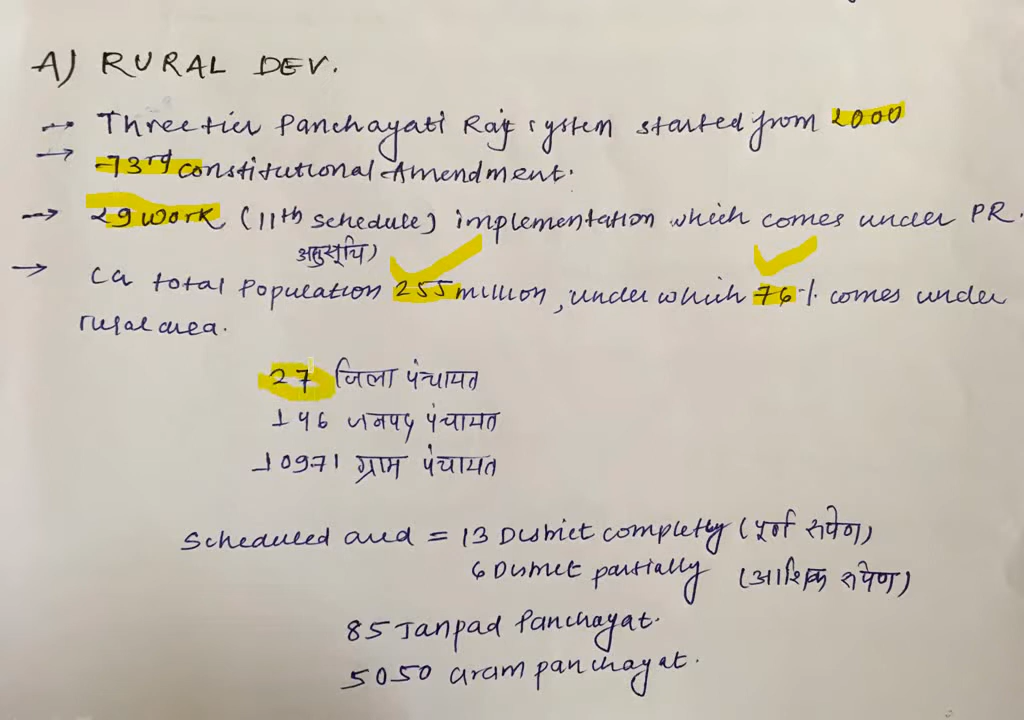 A) RURAL DEV.
→ Three tier Panchayati Raj system started from 2000
→ 73rd constitutional Amendment.
→ 29 work (11th schedule) implementation which comes under PR.
अनुसूचि)
→ CG total Population 255 million, under which 76% comes under
rural area.
27 जिला पंचायत
146 जनपद पंचायत
10971 ग्राम पंचायत
Scheduled area = 13 District completly (पूर्ण रूपेण)
6 District partially (आंशिक रूपेण)
85 Janpad Panchayat.
5050 Gram panchayat.